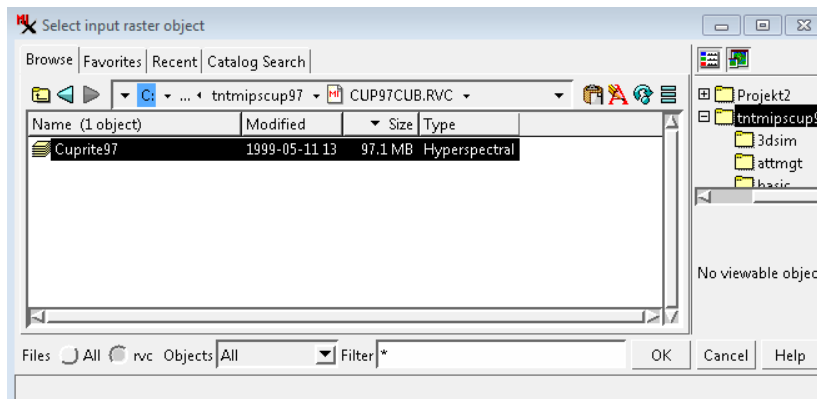 Select input raster object
Browse Favorites Recent Catalog Search
C: ... tntmipscup97 CUP97CUB.RVC
Name (1 object) Modified Size Type
Cuprite97 1999-05-11 13 97.1 MB Hyperspectral
Projekt2
tntmipscup9
3dsim
attmgt
basic
No viewable objec
Files All rvc Objects All Filter * OK Cancel Help